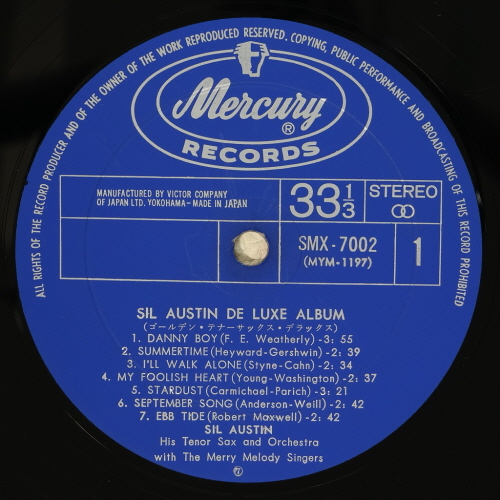 ALL RIGHTS OF THE RECORD PRODUCER AND OF THE OWNER OF THE WORK REPRODUCED RESERVED. COPYING, PUBLIC PERFORMANCE AND BROADCASTING OF THIS RECORD PROHIBITED
Mercury
®
RECORDS
MANUFACTURED BY VICTOR COMPANY
OF JAPAN LTD. YOKOHAMA-MADE IN JAPAN
33 1/3
STEREO
SMX-7002
(MYM-1197)
1
SIL AUSTIN DE LUXE ALBUM
(ゴールデン・テナーサックス・デラックス)
1. DANNY BOY (F. E. Weatherly) -3: 55
2. SUMMERTIME (Heyward-Gershwin) -2: 39
3. I'LL WALK ALONE (Styne-Cahn) -2: 34
4. MY FOOLISH HEART (Young-Washington) -2: 37
5. STARDUST (Carmichael-Parich) -3: 21
6. SEPTEMBER SONG (Anderson-Weill) -2: 42
7. EBB TIDE (Robert Maxwell) -2: 42
SIL AUSTIN
His Tenor Sax and Orchestra
with The Merry Melody Singers